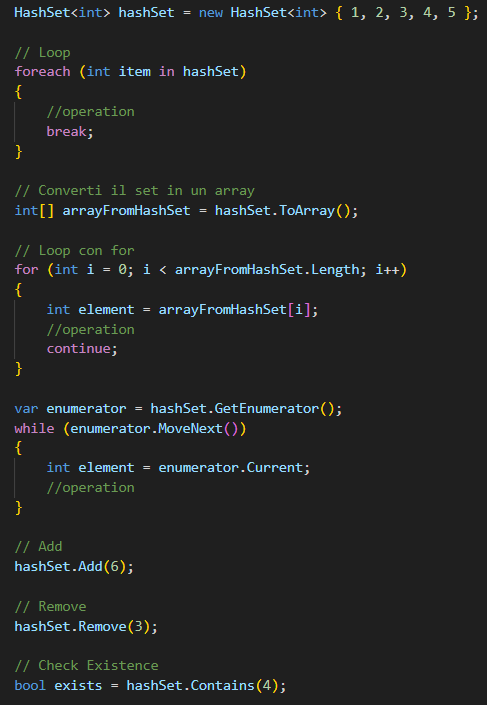 HashSet<int> hashSet = new HashSet<int> { 1, 2, 3, 4, 5 };
// Loop
foreach (int item in hashSet)
{
    //operation
    break;
}
// Converti il set in un array
int[] arrayFromHashSet = hashSet.ToArray();
// Loop con for
for (int i = 0; i < arrayFromHashSet.Length; i++)
{
    int element = arrayFromHashSet[i];
    //operation
    continue;
}
var enumerator = hashSet.GetEnumerator();
while (enumerator.MoveNext())
{
    int element = enumerator.Current;
    //operation
}
// Add
hashSet.Add(6);
// Remove
hashSet.Remove(3);
// Check Existence
bool exists = hashSet.Contains(4);